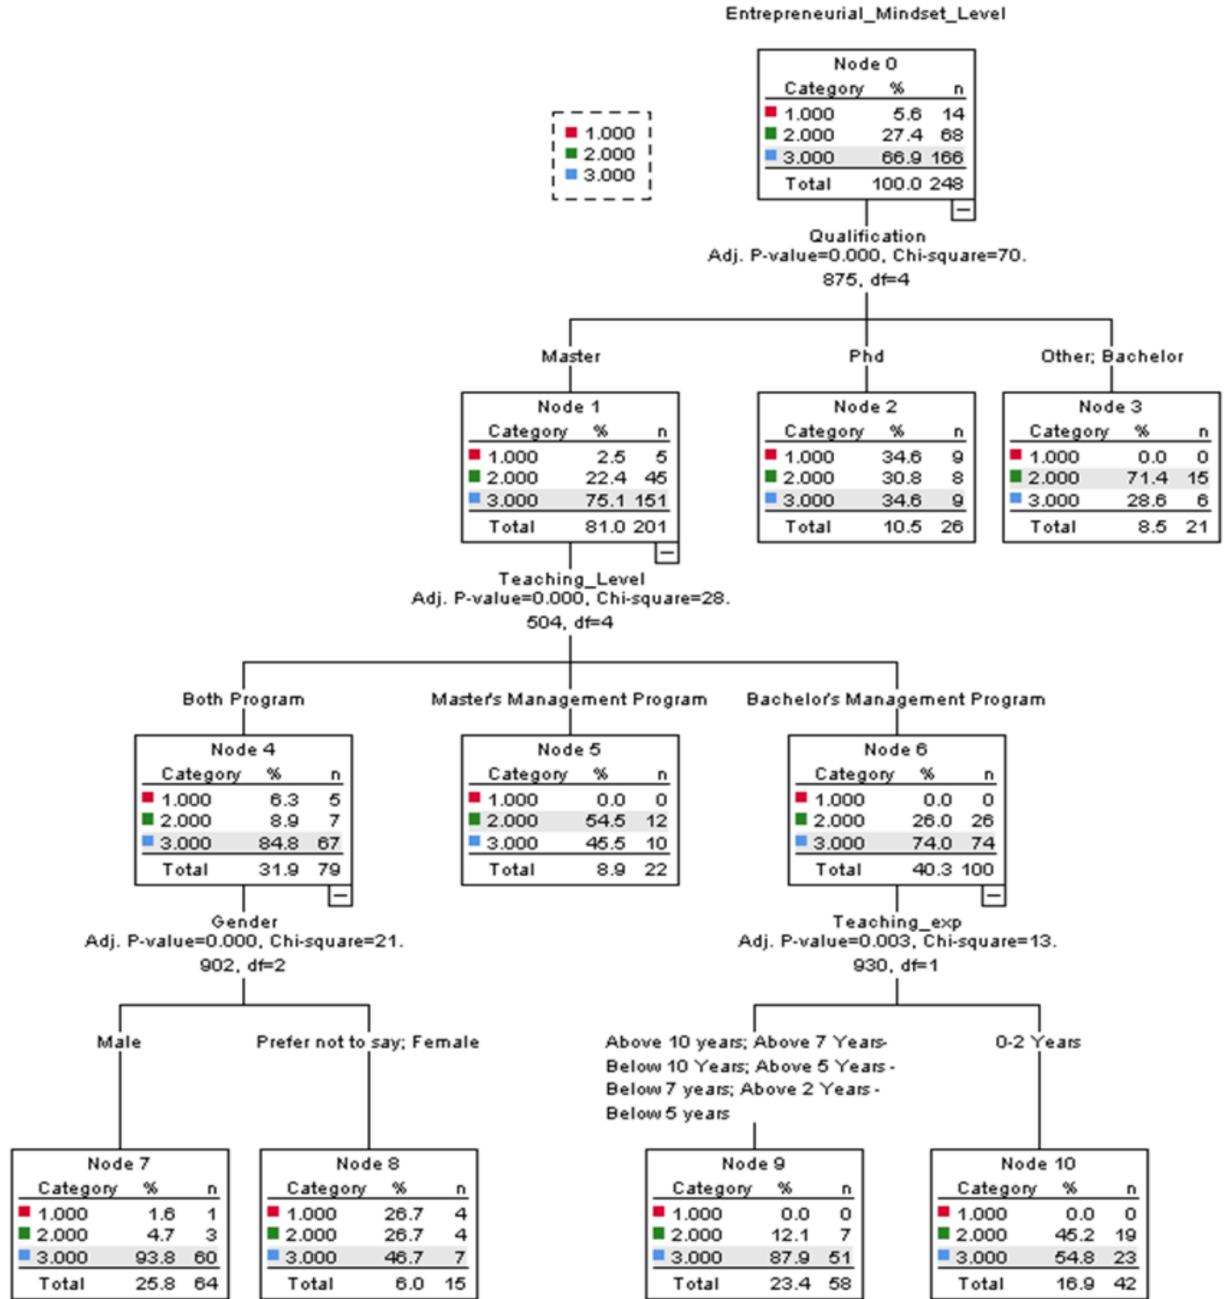 Entrepreneurial_Mindset_Level
Node 0
Category % n
1.000 5.6 14
2.000 27.4 68
3.000 66.9 166
Total 100.0 248
1.000
2.000
3.000
Qualification
Adj. P-value=0.000, Chi-square=70.
875, df=4
Master
Phd
Other; Bachelor
Node 1
Category % n
1.000 2.5 5
2.000 22.4 45
3.000 75.1 151
Total 81.0 201
Node 2
Category % n
1.000 34.6 9
2.000 30.8 8
3.000 34.6 9
Total 10.5 26
Node 3
Category % n
1.000 0.0 0
2.000 71.4 15
3.000 28.6 6
Total 8.5 21
Teaching_Level
Adj. P-value=0.000, Chi-square=28.
504, df=4
Both Program
Master's Management Program
Bachelor's Management Program
Node 4
Category % n
1.000 6.3 5
2.000 8.9 7
3.000 84.8 67
Total 31.9 79
Node 5
Category % n
1.000 0.0 0
2.000 54.5 12
3.000 45.5 10
Total 8.9 22
Node 6
Category % n
1.000 0.0 0
2.000 26.0 26
3.000 74.0 74
Total 40.3 100
Gender
Adj. P-value=0.000, Chi-square=21.
902, df=2
Teaching_exp
Adj. P-value=0.003, Chi-square=13.
930, df=1
Male
Prefer not to say; Female
Above 10 years; Above 7 Years-
Below 10 Years; Above 5 Years -
Below 7 years; Above 2 Years -
Below 5 years
0-2 Years
Node 7
Category % n
1.000 1.6 1
2.000 4.7 3
3.000 93.8 60
Total 25.8 64
Node 8
Category % n
1.000 26.7 4
2.000 26.7 4
3.000 46.7 7
Total 6.0 15
Node 9
Category % n
1.000 0.0 0
2.000 12.1 7
3.000 87.9 51
Total 23.4 58
Node 10
Category % n
1.000 0.0 0
2.000 45.2 19
3.000 54.8 23
Total 16.9 42